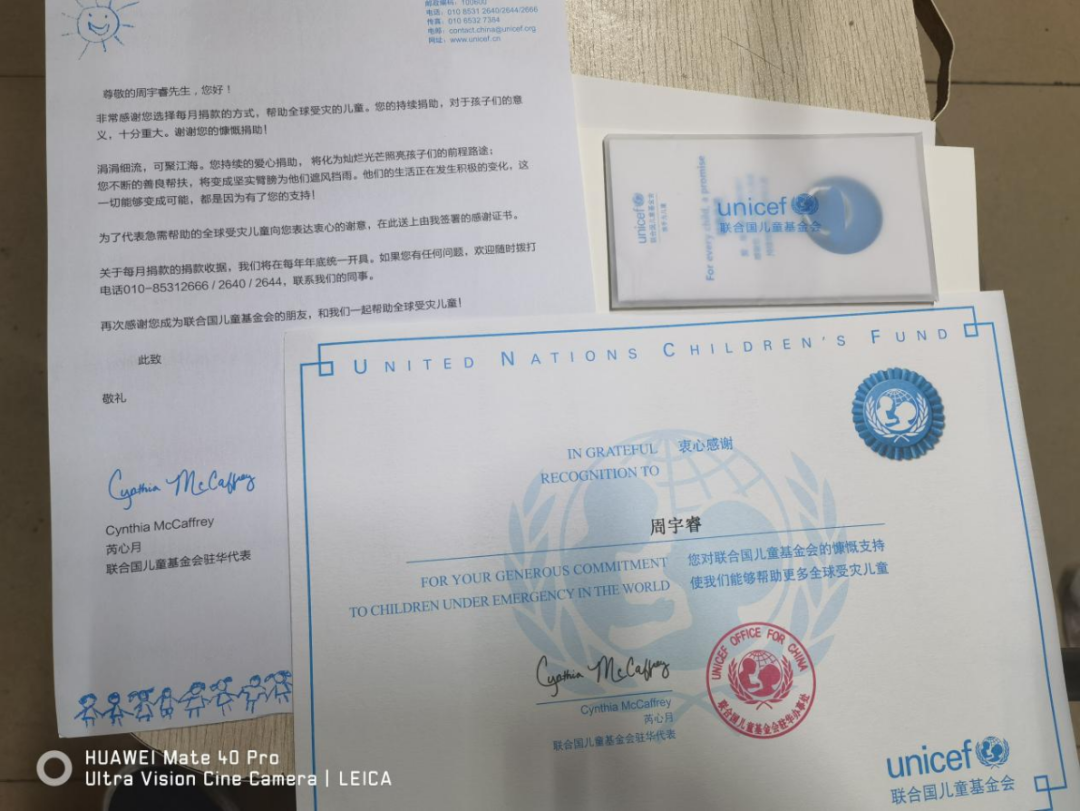 邮政编码：100600
电话：010 8531 2640/2644/2666
传真：010 6532 7384
电邮：contact.china@unicef.org
网址：www.unicef.cn
尊敬的周宇睿先生，您好！
非常感谢您选择每月捐款的方式，帮助全球受灾的儿童。您的持续捐助，对于孩子们的意
义，十分重大。谢谢您的慷慨捐助！
涓涓细流，可聚江海。您持续的爱心捐助， 将化为灿烂光芒照亮孩子们的前程路途；
您不断的善良帮扶，将变成坚实臂膀为他们遮风挡雨。他们的生活正在发生积极的变化，这
一切能够变成可能，都是因为有了您的支持！
为了代表急需帮助的全球受灾儿童向您表达衷心的谢意，在此送上由我签署的感谢证书。
关于每月捐款的捐款收据，我们将在每年年底统一开具。如果您有任何问题，欢迎随时拨打
电话010-85312666 / 2640 / 2644，联系我们的同事。
再次感谢您成为联合国儿童基金会的朋友，和我们一起帮助全球受灾儿童！
此致
敬礼
Cynthia McCaffrey
Cynthia McCaffrey
芮心月
联合国儿童基金会驻华代表
unicef
联合国儿童基金会
For every child, a promise
unicef
联合国儿童基金会
UNITED NATIONS CHILDREN'S FUND
IN GRATEFUL 衷心感谢
RECOGNITION TO
周宇睿
FOR YOUR GENEROUS COMMITMENT 您对联合国儿童基金会的慷慨支持
TO CHILDREN UNDER EMERGENCY IN THE WORLD 使我们能够帮助更多全球受灾儿童
Cynthia McCaffrey
Cynthia McCaffrey
芮心月
联合国儿童基金会驻华代表
UNICEF OFFICE FOR CHINA
联合国儿童基金会驻华办事处
unicef
联合国儿童基金会
HUAWEI Mate 40 Pro
Ultra Vision Cine Camera | LEICA